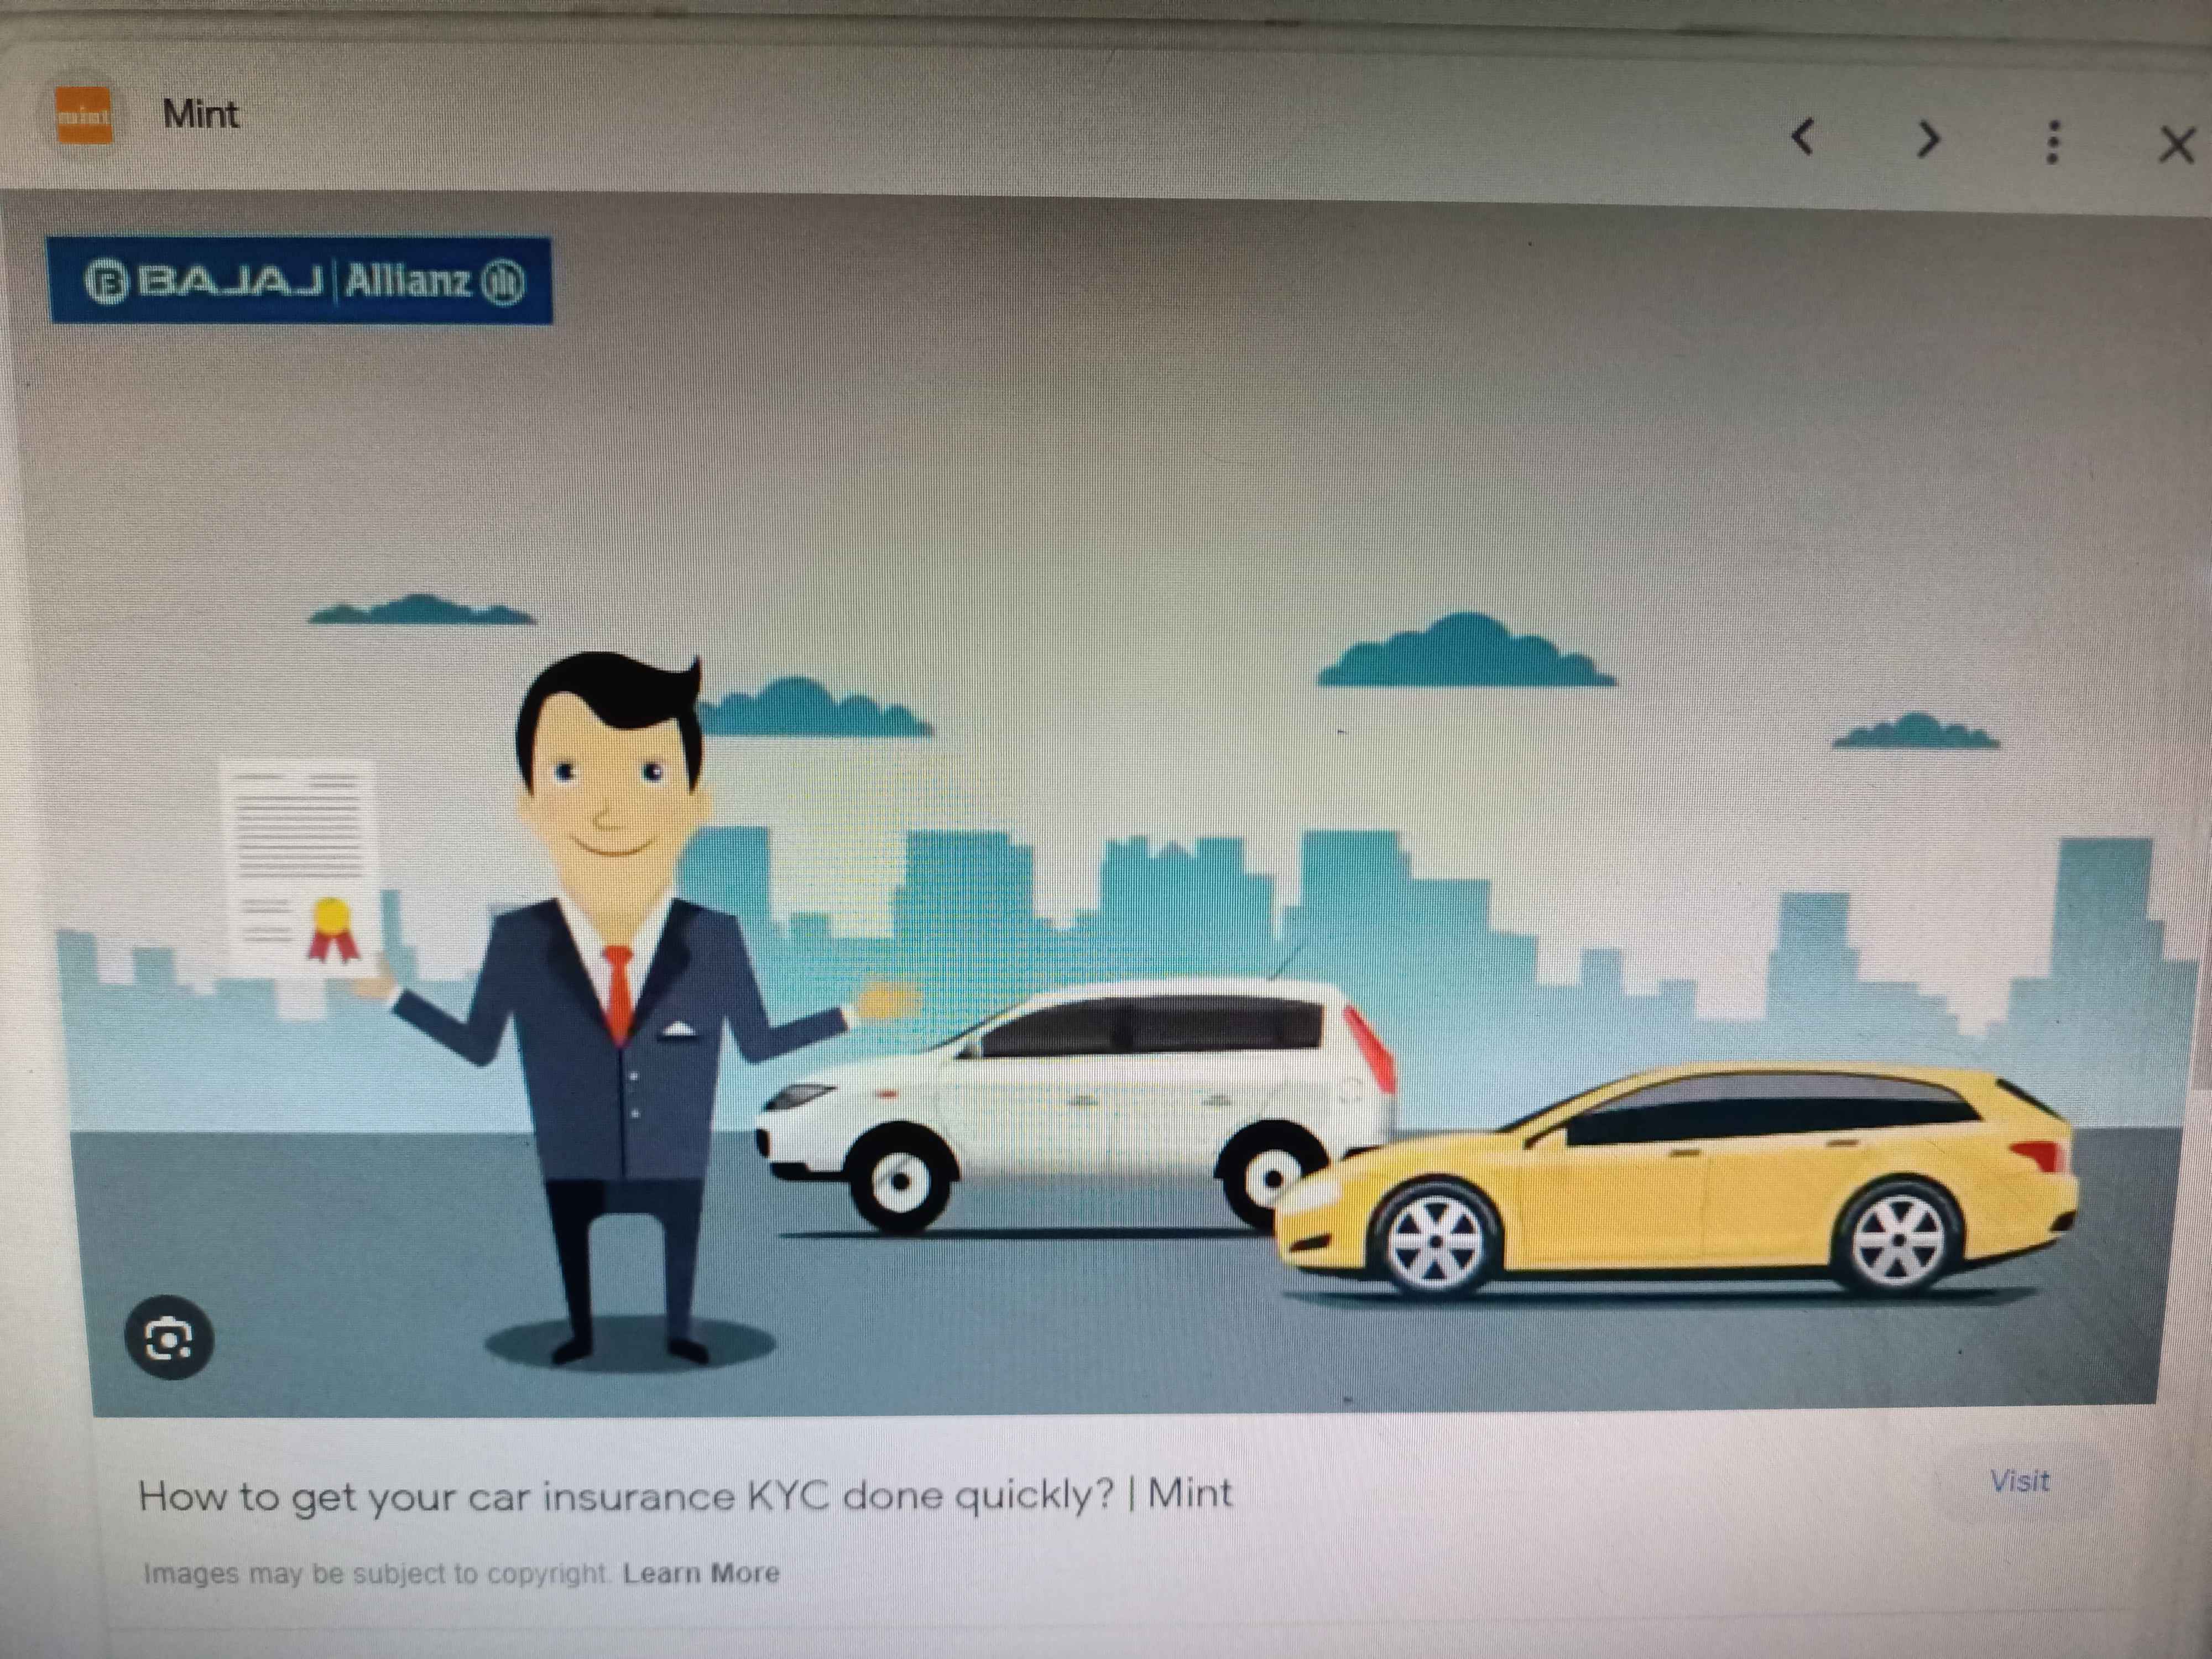 mint
Mint
BAJAJ | Allianz
How to get your car insurance KYC done quickly? | Mint
Visit
Images may be subject to copyright. Learn More